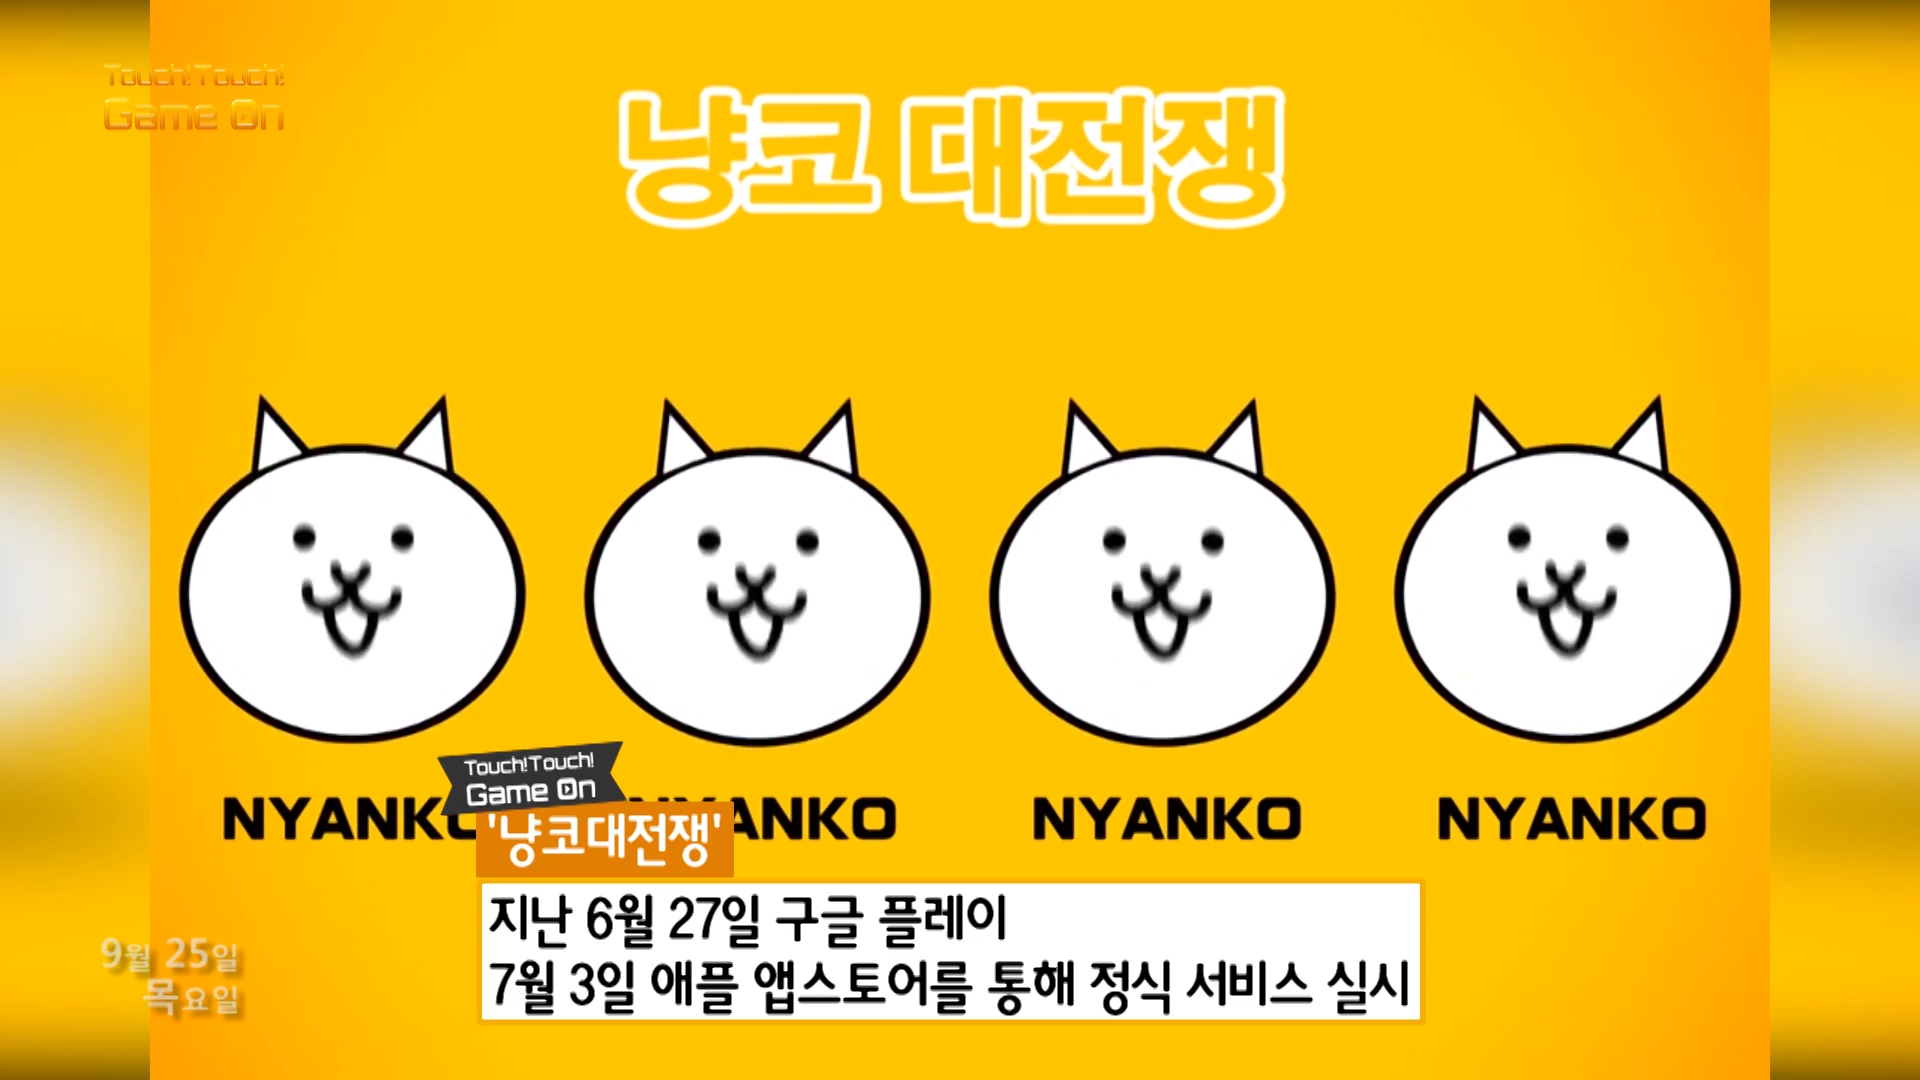 Touch!Touch!
Game On
냥코 대전쟁
NYANKO NYANKO NYANKO NYANKO
Touch!Touch!
Game On
'냥코대전쟁'
지난 6월 27일 구글 플레이
7월 3일 애플 앱스토어를 통해 정식 서비스 실시
9월 25일
목요일